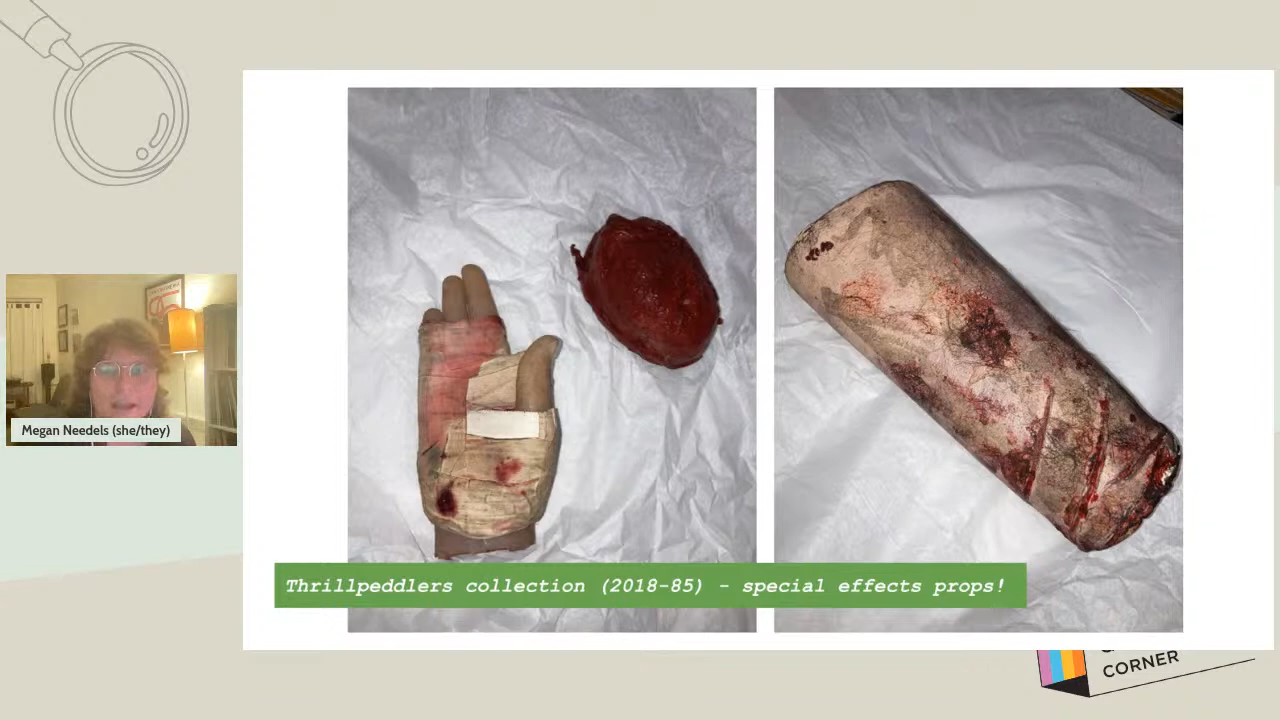 Megan Needels (she/they)
Thrillpeddlers collection (2018-85) - special effects props!
CORNER